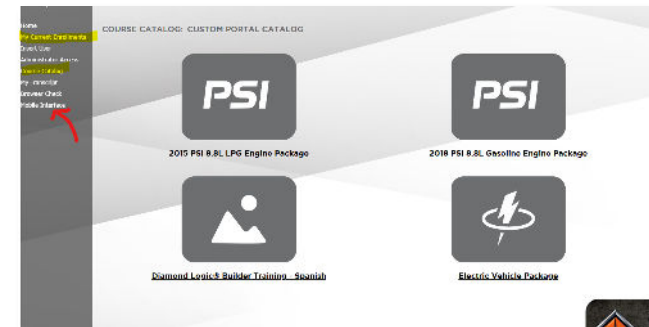 Home
My Current Enrollments
Insert User
Administrator Access
Course Catalog
My Transcript
Browser Check
Mobile Interface
COURSE CATALOG: CUSTOM PORTAL CATALOG
PSI
PSI
2015 PSI 8.8L LPG Engine Package
2018 PSI 8.8L Gasoline Engine Package
Diamond Logic® Builder Training - Spanish
Electric Vehicle Package